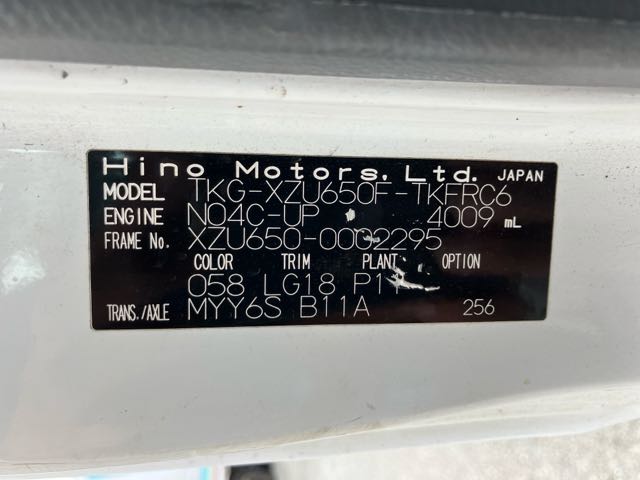 Hino Motors, Ltd. JAPAN
MODEL TKG-XZU650F-TKFRC6
ENGINE N04C-UP 4009 mL
FRAME No. XZU650-0002295
COLOR TRIM PLANT OPTION
058 LG18 P11
TRANS./AXLE MYY6S B11A 256